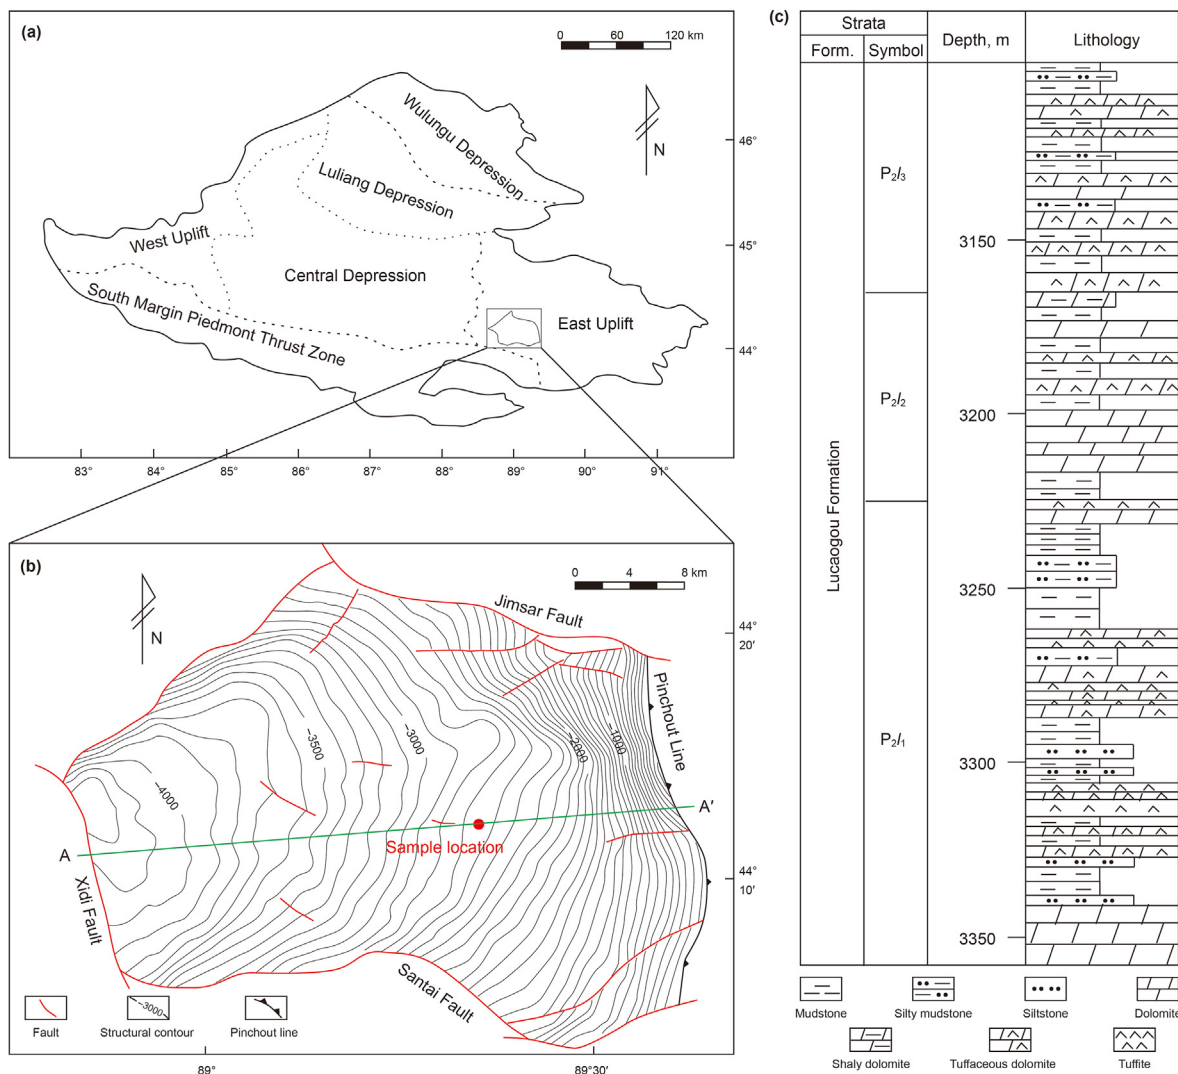 (a)
0 60 120 km
N
Wulungu Depression
Luliang Depression
West Uplift
Central Depression
South Margin Piedmont Thrust Zone
East Uplift
46°
45°
44°
83° 84° 85° 86° 87° 88° 89° 90° 91°
(b)
0 4 8 km
N
Jimsar Fault
44°
20′
Pinchout Line
−3500
−3000
−2000
−1000
−4000
A
A′
Sample location
Xidi Fault
44°
10′
Santai Fault
−3000
Fault
Structural contour
Pinchout line
89°
89°30′
(c)
Strata
Depth, m
Lithology
Form.
Symbol
Lucaogou Formation
P2l3
3150
P2l2
3200
3250
P2l1
3300
3350
Mudstone
Silty mudstone
Siltstone
Dolomite
Shaly dolomite
Tuffaceous dolomite
Tuffite